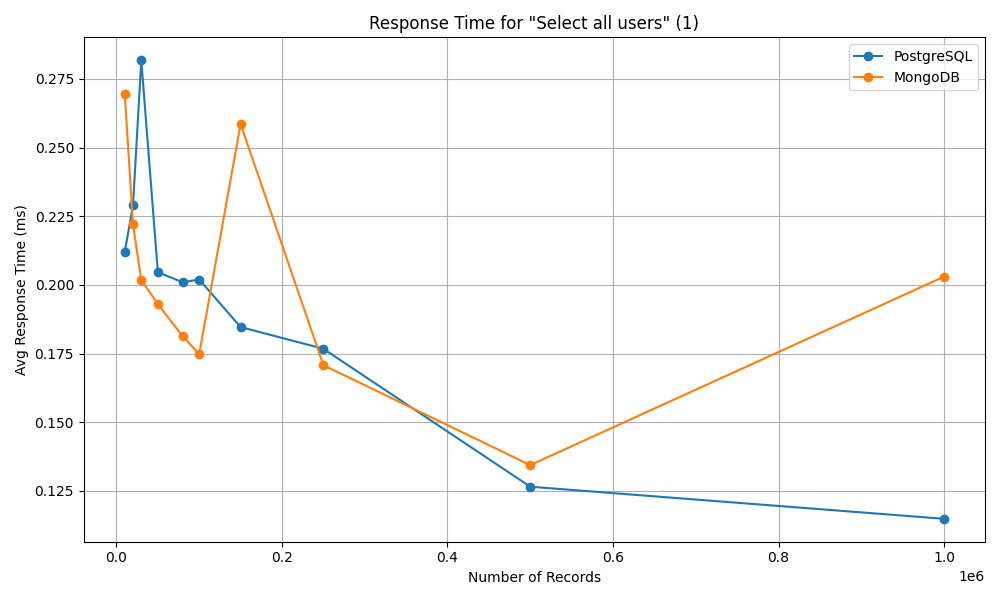 Response Time for "Select all users" (1)
PostgreSQL
MongoDB
Avg Response Time (ms)
0.275
0.250
0.225
0.200
0.175
0.150
0.125
0.0
0.2
0.4
0.6
0.8
1.0
1e6
Number of Records